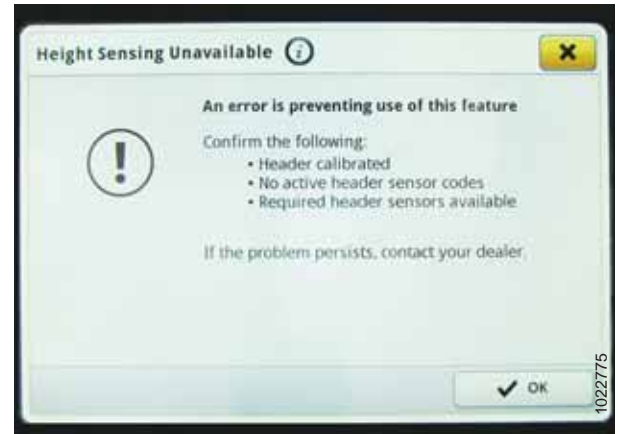 Height Sensing Unavailable i
An error is preventing use of this feature
!
Confirm the following:
• Header calibrated
• No active header sensor codes
• Required header sensors available
If the problem persists, contact your dealer.
OK
1022775